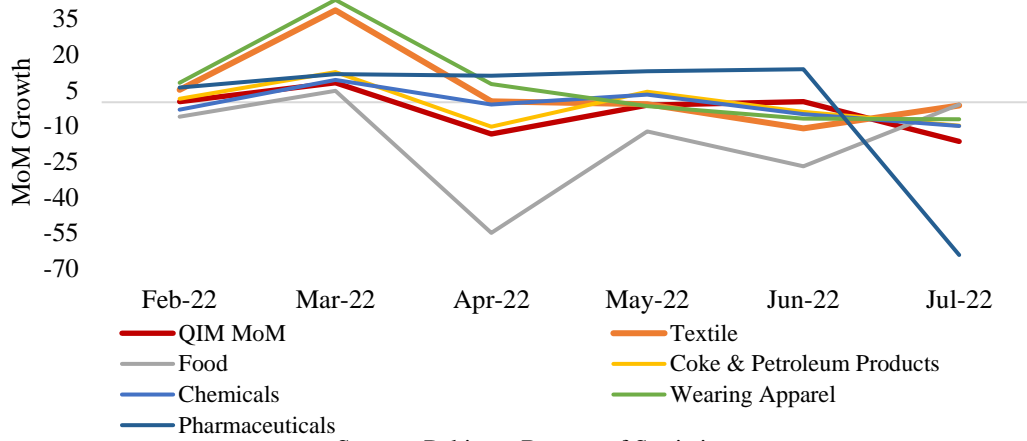 35
20
5
-10
-25
-40
-55
-70
MoM Growth
Feb-22 Mar-22 Apr-22 May-22 Jun-22 Jul-22
QIM MoM Textile
Food Coke & Petroleum Products
Chemicals Wearing Apparel
Pharmaceuticals